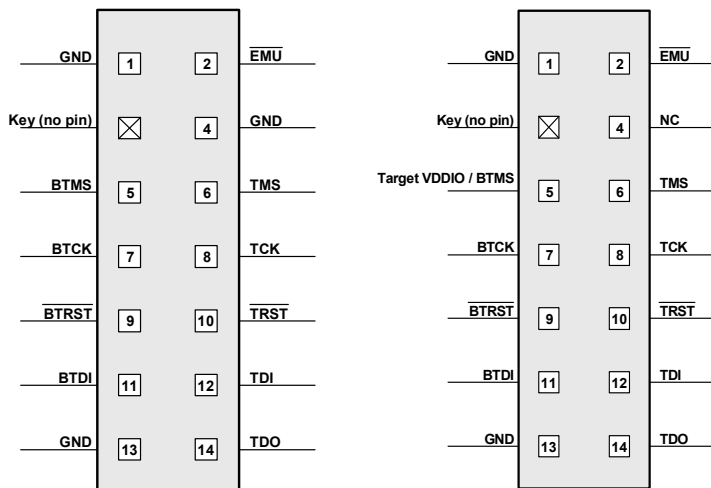 GND 1 2 EMU
Key (no pin) 4 GND
BTMS 5 6 TMS
BTCK 7 8 TCK
BTRST 9 10 TRST
BTDI 11 12 TDI
GND 13 14 TDO
GND 1 2 EMU
Key (no pin) 4 NC
Target VDDIO / BTMS 5 6 TMS
BTCK 7 8 TCK
BTRST 9 10 TRST
BTDI 11 12 TDI
GND 13 14 TDO